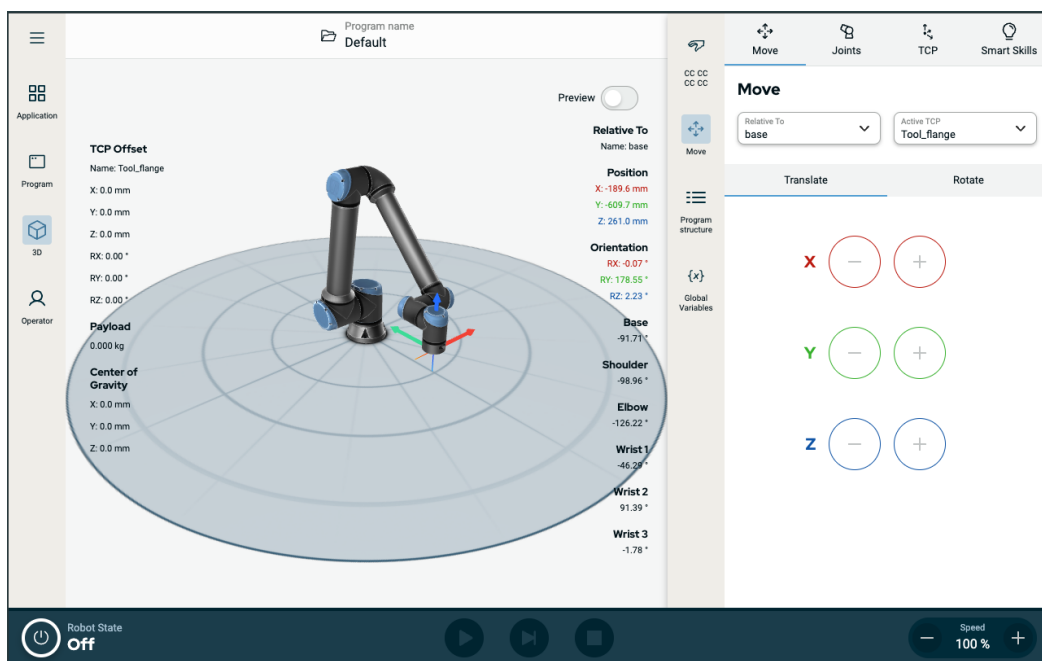 Program name
Default
Application
Program
3D
Operator
Preview
TCP Offset
Name: Tool_flange
X: 0.0 mm
Y: 0.0 mm
Z: 0.0 mm
RX: 0.00 °
RY: 0.00 °
RZ: 0.00 °
Payload
0.000 kg
Center of
Gravity
X: 0.0 mm
Y: 0.0 mm
Z: 0.0 mm
Relative To
Name: base
Position
X: -189.6 mm
Y: -609.7 mm
Z: 261.0 mm
Orientation
RX: -0.07 °
RY: 178.55 °
RZ: 2.23 °
Base
-91.71 °
Shoulder
-98.96 °
Elbow
-126.22 °
Wrist 1
-46.29 °
Wrist 2
91.39 °
Wrist 3
-1.78 °
CC CC
CC CC
Move
Program
structure
{x}
Global
Variables
Move
Joints
TCP
Smart Skills
Move
Relative To
base
Active TCP
Tool_flange
Translate
Rotate
X − +
Y − +
Z − +
Robot State
Off
− Speed +
100 %